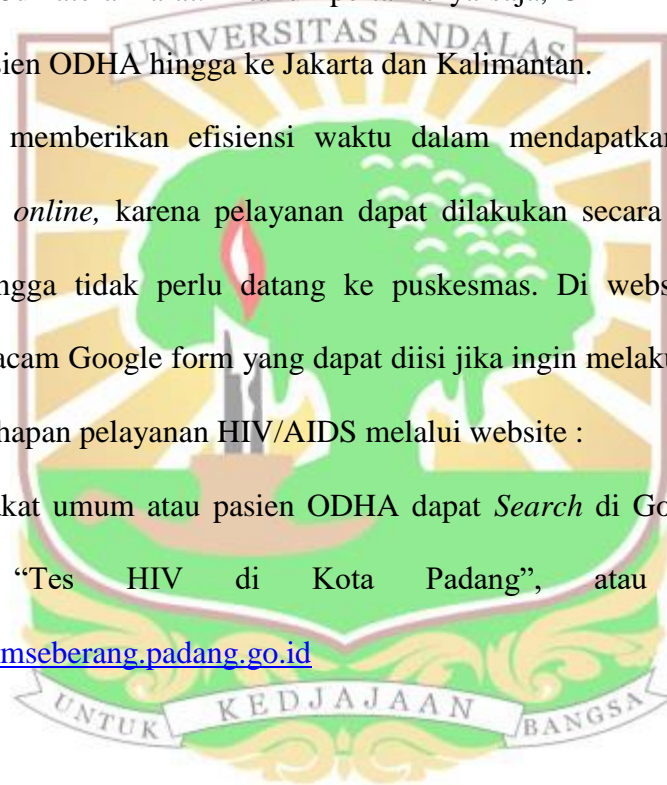 UNIVERSITAS ANDALAS
sien ODHA hingga ke Jakarta dan Kalimantan.
memberikan efisiensi waktu dalam mendapatkan
online, karena pelayanan dapat dilakukan secara
ngga tidak perlu datang ke puskesmas. Di webs
acam Google form yang dapat diisi jika ingin melaku
hapan pelayanan HIV/AIDS melalui website :
akat umum atau pasien ODHA dapat Search di Go
“Tes HIV di Kota Padang”, atau
mseberang.padang.go.id
UNTUK KEDJAJAAN BANGSA